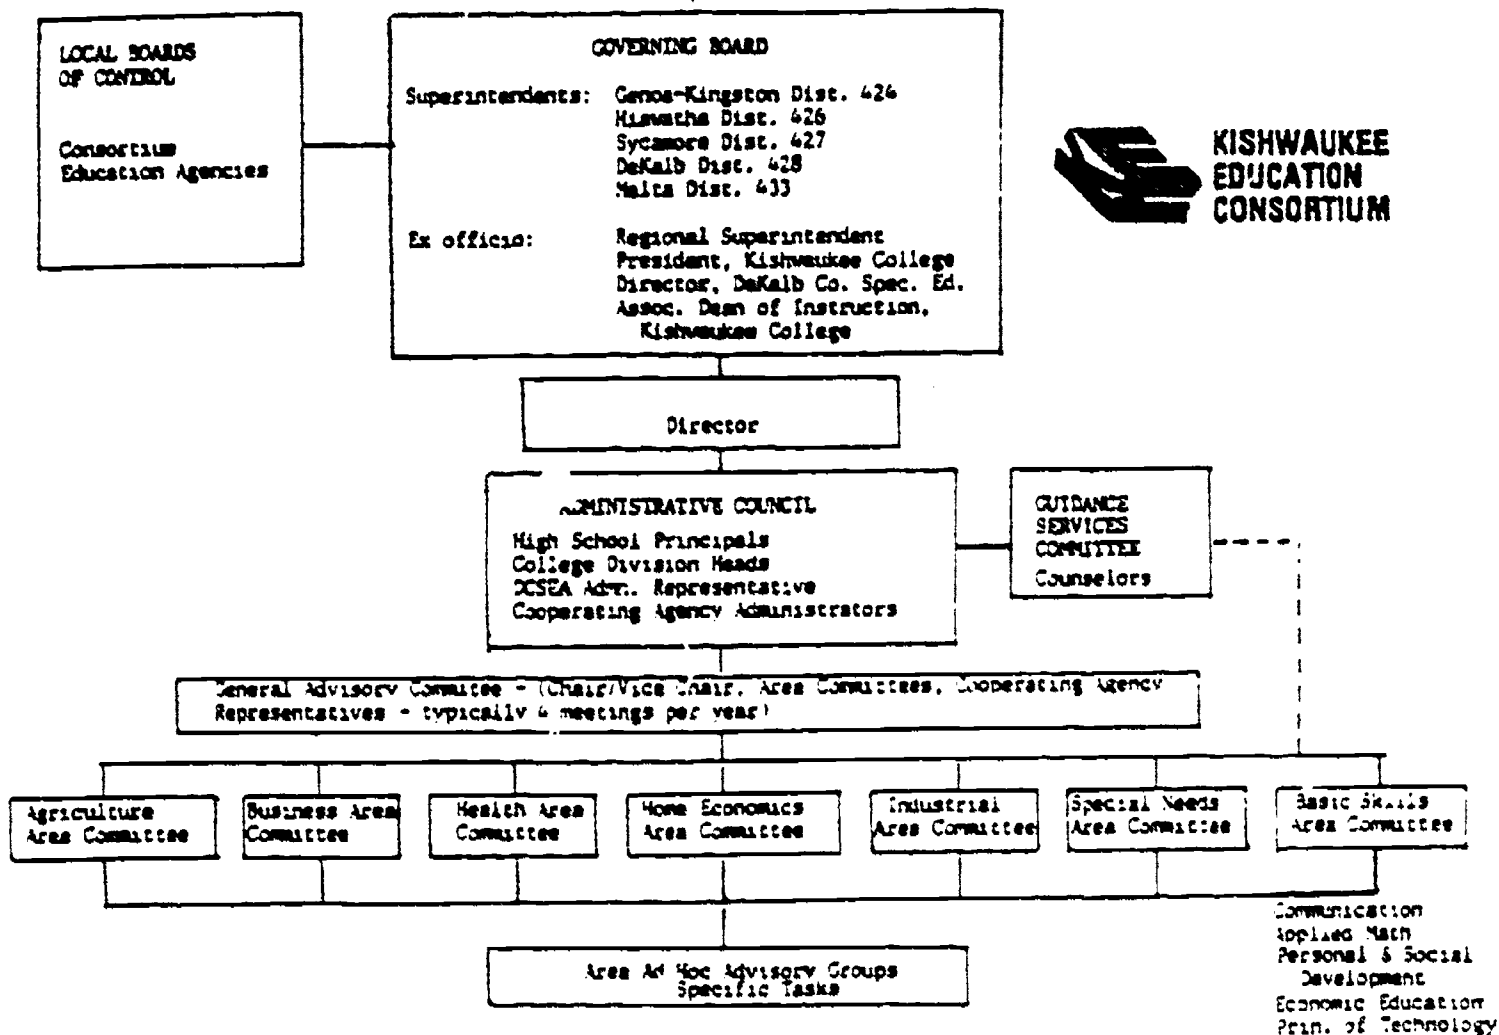 LOCAL BOARDS
OF CONTROL
Consortium
Education Agencies
GOVERNING BOARD
Superintendents: Genoa-Kingston Dist. 424
Hiawatha Dist. 426
Sycamore Dist. 427
DeKalb Dist. 428
Malta Dist. 433
Ex officio: Regional Superintendent
President, Kishwaukee College
Director, DeKalb Co. Spec. Ed.
Assoc. Dean of Instruction,
Kishwaukee College
KISHWAUKEE
EDUCATION
CONSORTIUM
Director
ADMINISTRATIVE COUNCIL
High School Principals
College Division Heads
DCSEA Adm. Representative
Cooperating Agency Administrators
GUIDANCE
SERVICES
COMMITTEE
Counselors
General Advisory Commitee - (Chair/Vice Chair, Area Committees, Cooperating Agency
Representatives - typically 4 meetings per year)
Agriculture
Area Committee
Business Area
Committee
Health Area
Committee
Home Economics
Area Committee
Industrial
Area Committee
Special Needs
Area Committee
Basic Skills
Area Committee
Communication
Applied Math
Personal & Social
Development
Economic Education
Prin. of Technology
Area Ad Hoc Advisory Groups
Specific Tasks